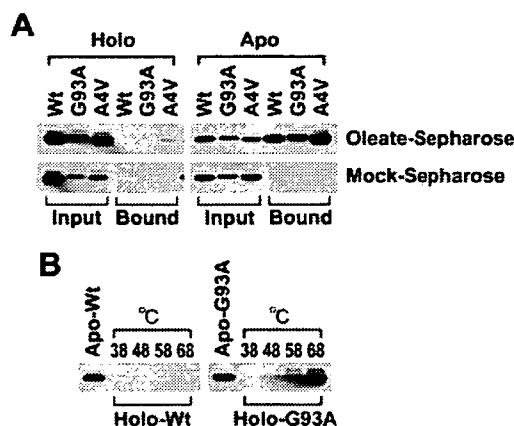 A
Holo Apo
Wt G93A A4V Wt G93A A4V Wt G93A A4V Wt G93A A4V
Oleate-Sepharose
Mock-Sepharose
Input Bound Input Bound
B
Apo-Wt °C Apo-G93A °C
38 48 58 68 38 48 58 68
Holo-Wt Holo-G93A